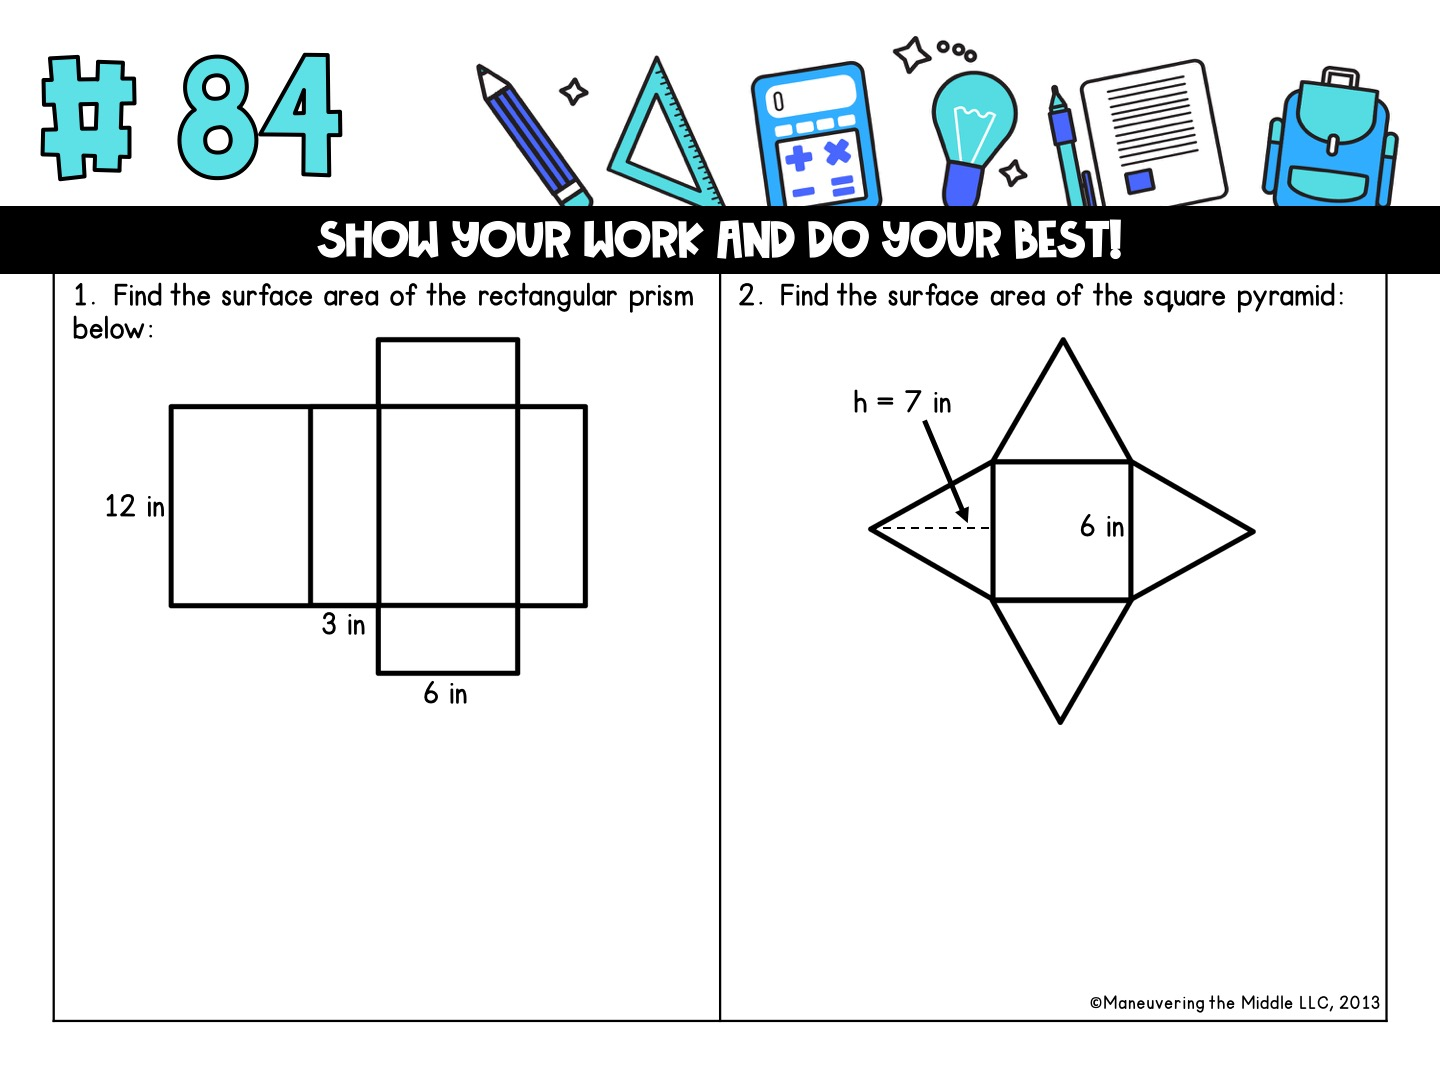 # 84
0
SHOW YOUR WORK AND DO YOUR BEST!
1. Find the surface area of the rectangular prism
below:
12 in
3 in
6 in
2. Find the surface area of the square pyramid:
h = 7 in
6 in
©Maneuvering the Middle LLC, 2013